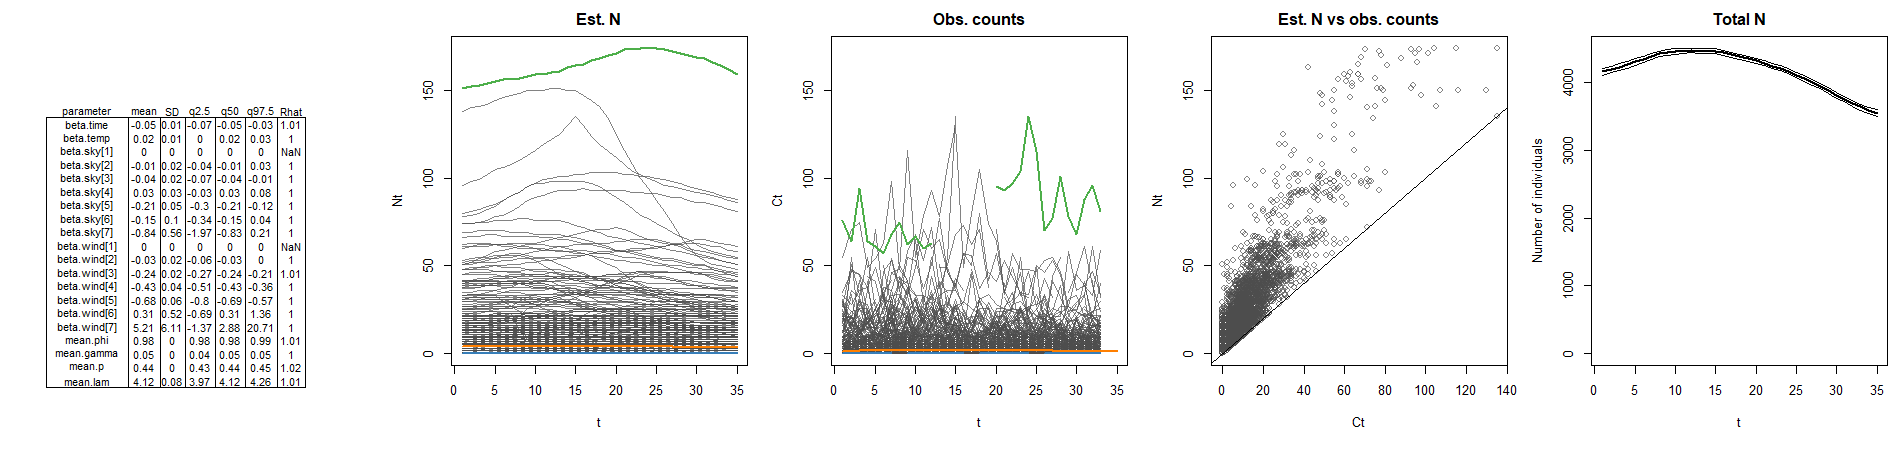 Est. N
Obs. counts
Est. N vs obs. counts
Total N
parameter mean SD q2.5 q50 q97.5 Rhat
beta.time -0.05 0.01 -0.07 -0.05 -0.03 1.01
beta.temp 0.02 0.01 0 0.02 0.03 1
beta.sky[1] 0 0 0 0 0 NaN
beta.sky[2] -0.01 0.02 -0.04 -0.01 0.03 1
beta.sky[3] -0.04 0.02 -0.07 -0.04 -0.01 1
beta.sky[4] 0.03 0.03 -0.03 0.03 0.08 1
beta.sky[5] -0.21 0.05 -0.3 -0.21 -0.12 1
beta.sky[6] -0.15 0.1 -0.34 -0.15 0.04 1
beta.sky[7] -0.84 0.56 -1.97 -0.83 0.21 1
beta.wind[1] 0 0 0 0 0 NaN
beta.wind[2] -0.03 0.02 -0.06 -0.03 0 1
beta.wind[3] -0.24 0.02 -0.27 -0.24 -0.21 1.01
beta.wind[4] -0.43 0.04 -0.51 -0.43 -0.36 1
beta.wind[5] -0.68 0.06 -0.8 -0.69 -0.57 1
beta.wind[6] 0.31 0.52 -0.69 0.31 1.36 1
beta.wind[7] 5.21 6.11 -1.37 2.88 20.71 1
mean.phi 0.98 0 0.98 0.98 0.99 1.01
mean.gamma 0.05 0 0.04 0.05 0.05 1
mean.p 0.44 0 0.43 0.44 0.45 1.02
mean.lam 4.12 0.08 3.97 4.12 4.26 1.01
Nt
150
100
50
0
0 5 10 15 20 25 30 35
t
Ct
150
100
50
0
0 5 10 15 20 25 30 35
t
Nt
150
100
50
0
0 20 40 60 80 100 120 140
Ct
Number of individuals
4000
3000
2000
1000
0
0 5 10 15 20 25 30 35
t